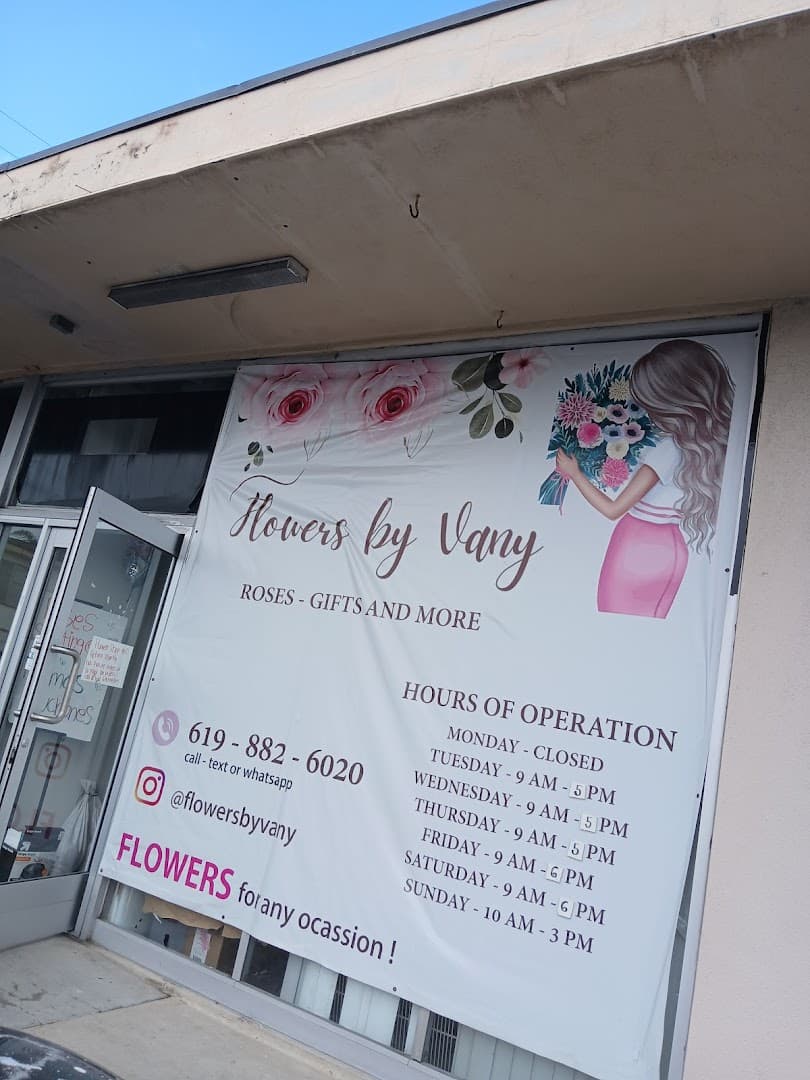 Flowers by Vany
ROSES - GIFTS AND MORE
HOURS OF OPERATION
MONDAY - CLOSED
TUESDAY - 9 AM - 5 PM
WEDNESDAY - 9 AM - 5 PM
THURSDAY - 9 AM - 5 PM
FRIDAY - 9 AM - 6 PM
SATURDAY - 9 AM - 6 PM
SUNDAY - 10 AM - 3 PM
619 - 882 - 6020
call - text or whatsapp
@flowersbyvany
FLOWERS for any ocassion !